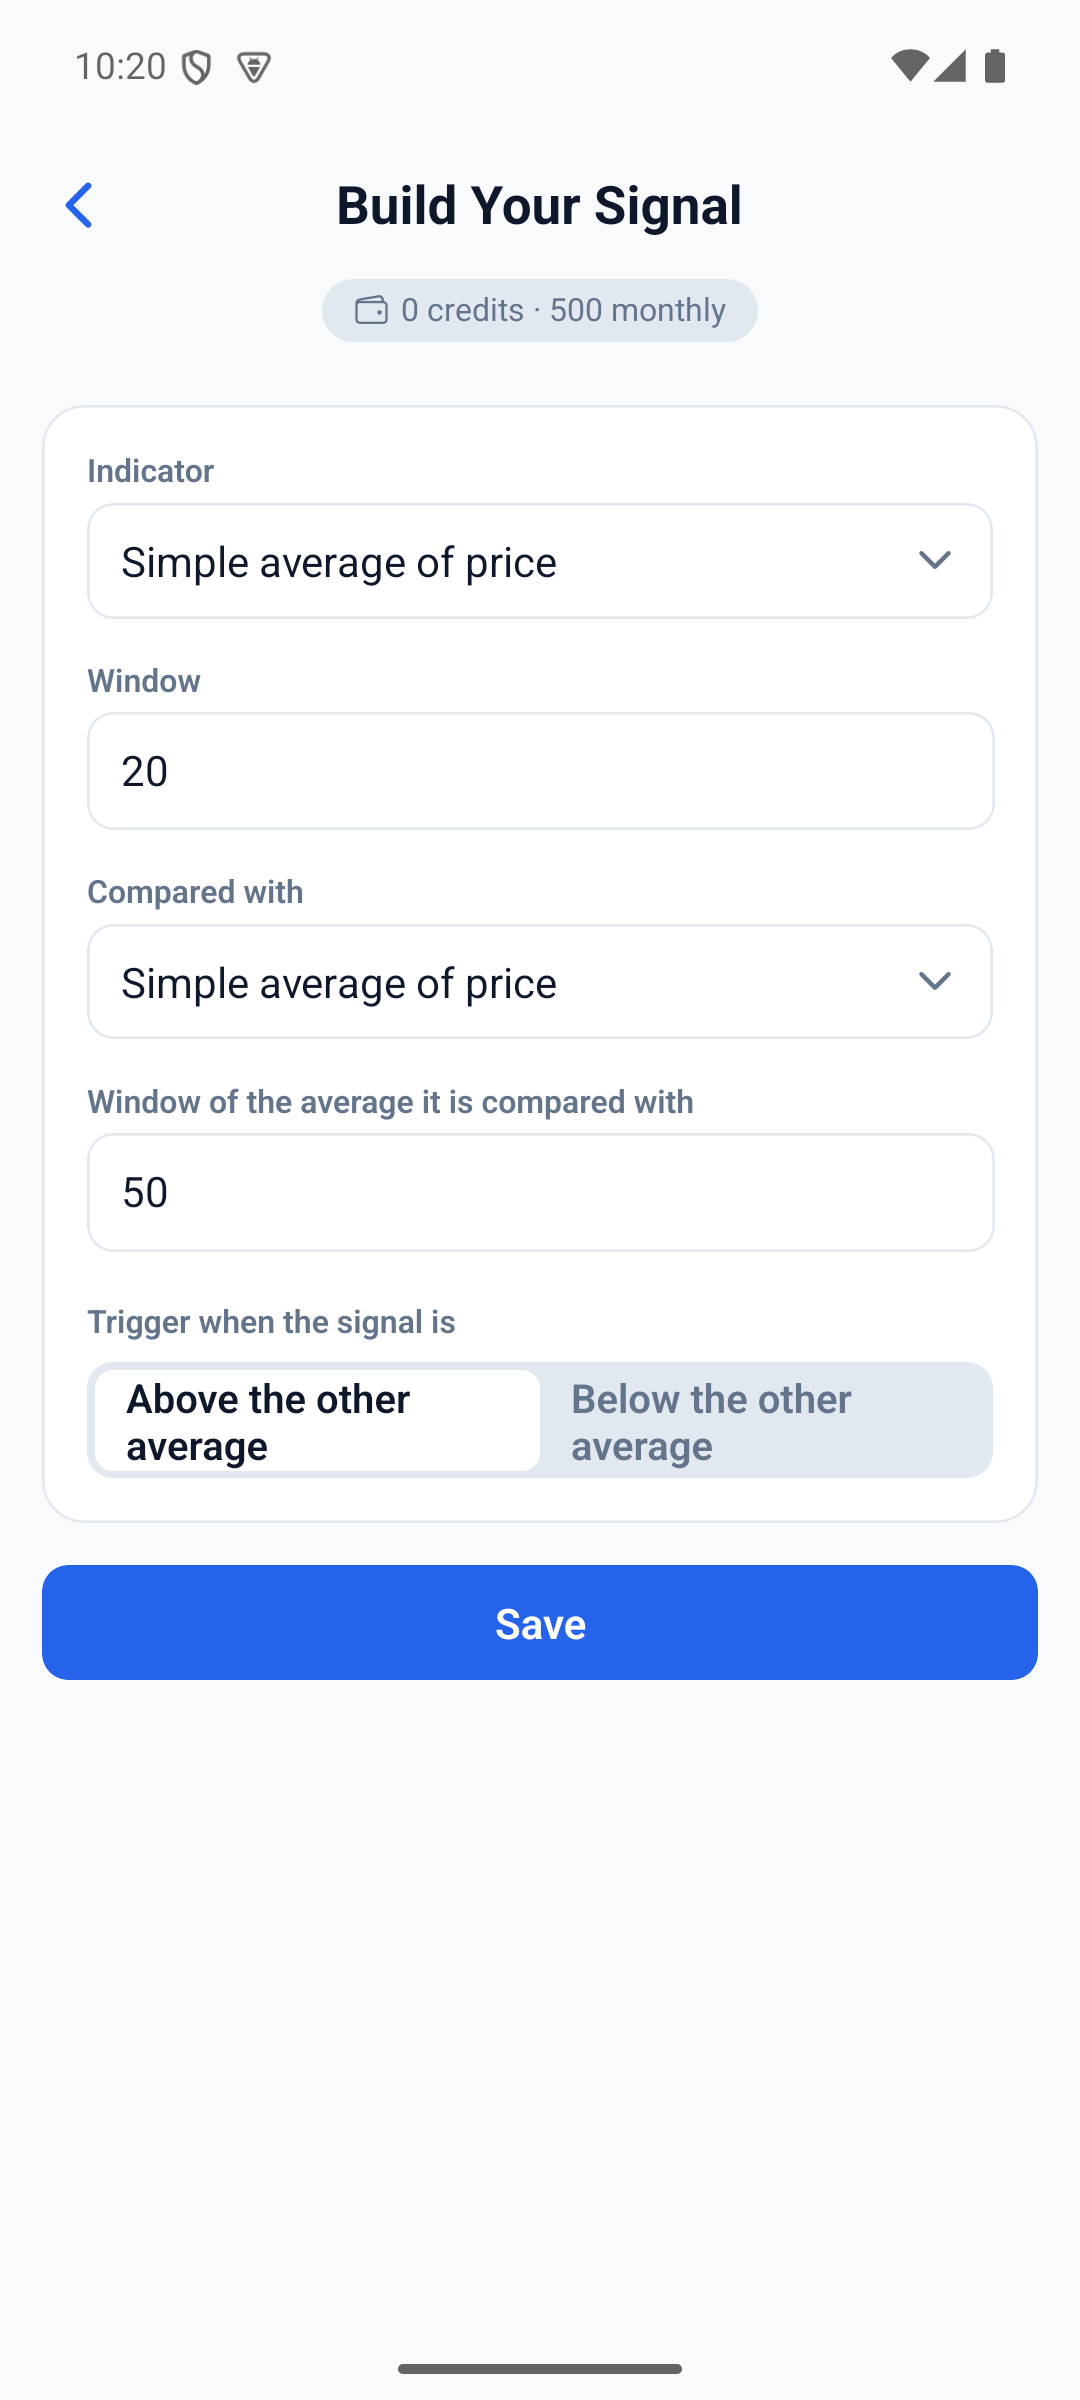 10:20
Build Your Signal
0 credits · 500 monthly
Indicator
Simple average of price
Window
20
Compared with
Simple average of price
Window of the average it is compared with
50
Trigger when the signal is
Above the other
average
Below the other
average
Save